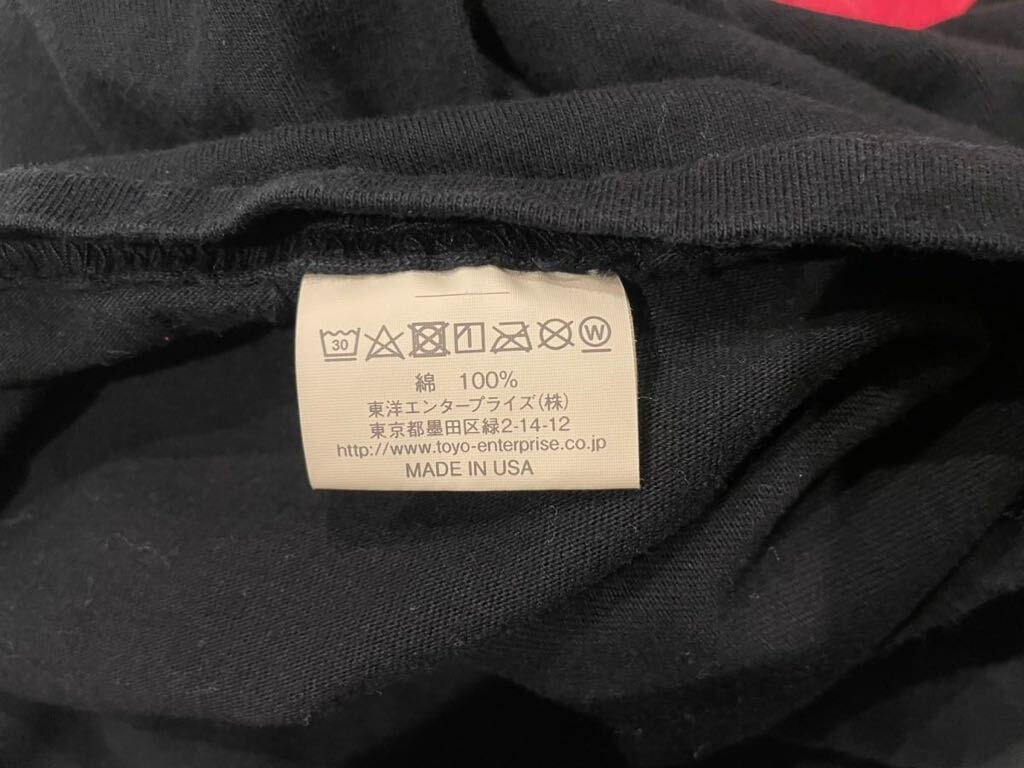 30 W
綿 100%
東洋エンタープライズ(株)
東京都墨田区緑2-14-12
http://www.toyo-enterprise.co.jp
MADE IN USA